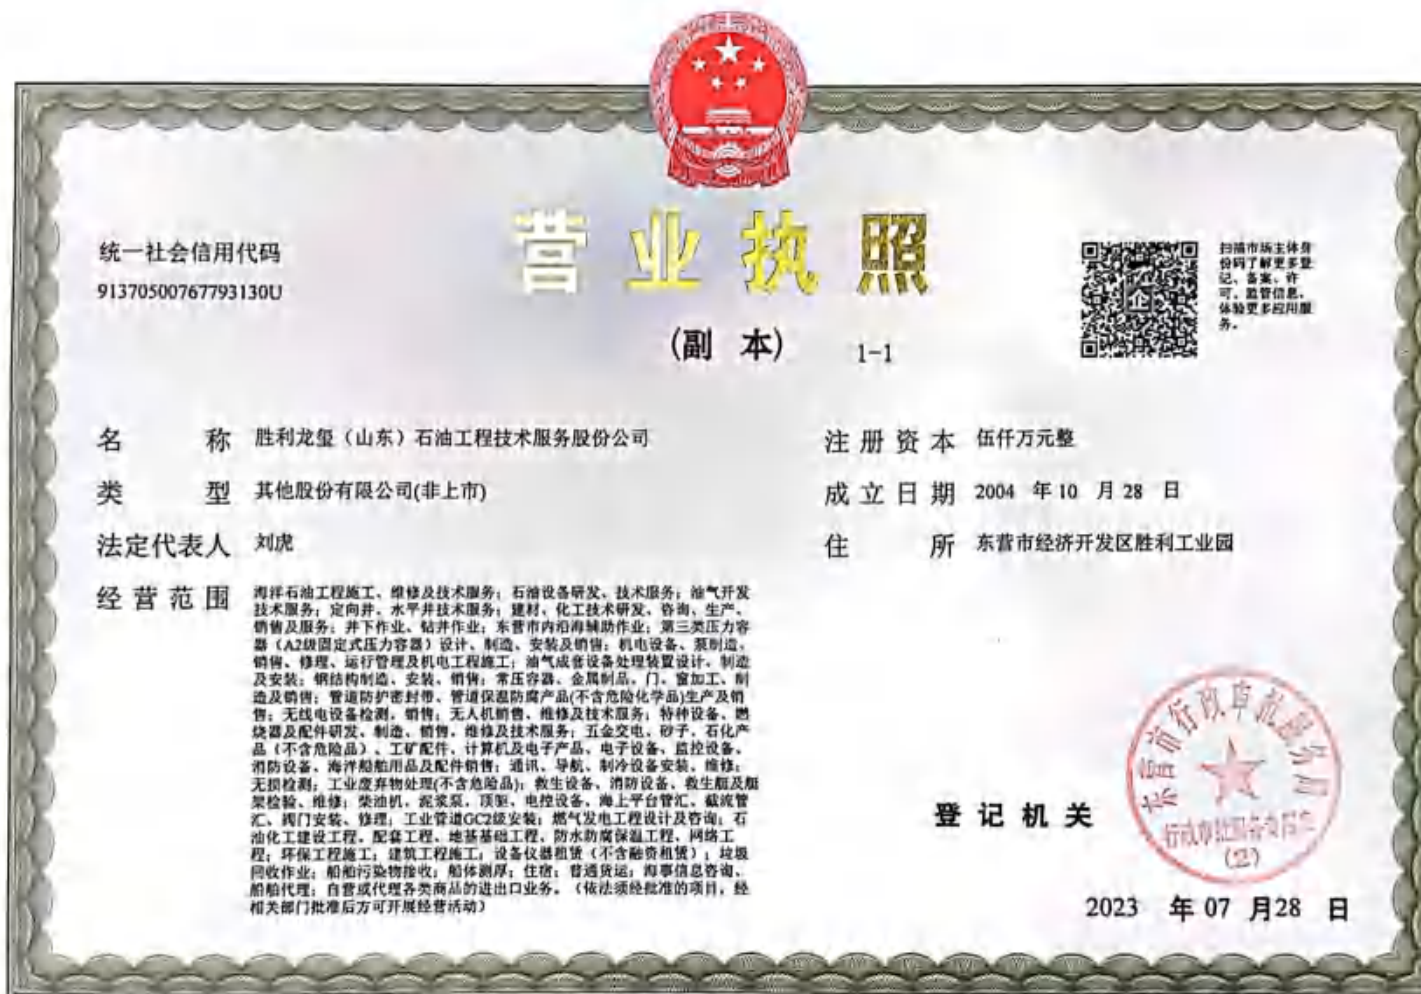 营业执照
(副 本) 1-1
统一社会信用代码
91370500767793130U
扫描市场主体身
份码了解更多登
记、备案、许
可、监管信息,
体验更多应用服
务。
名 称 胜利龙玺（山东）石油工程技术服务股份公司
类 型 其他股份有限公司(非上市)
法定代表人 刘虎
经营范围 海洋石油工程施工、维修及技术服务；石油设备研发、技术服务；油气开发
技术服务；定向井、水平井技术服务；建材、化工技术研发、咨询、生产、
销售及服务；井下作业、钻井作业；东营市内沿海辅助作业；第三类压力容
器（A2级固定式压力容器）设计、制造、安装及销售；机电设备、泵制造、
销售、修理、运行管理及机电工程施工；油气成套设备处理装置设计、制造
及安装；钢结构制造、安装、销售；常压容器、金属制品、门、窗加工、制
造及销售；管道防护密封带、管道保温防腐产品(不含危险化学品)生产及销
售；无线电设备检测、销售；无人机销售、维修及技术服务；特种设备、燃
烧器及配件研发、制造、销售、维修及技术服务；五金交电、砂子、石化产
品（不含危险品）、工矿配件、计算机及电子产品、电子设备、监控设备、
消防设备、海洋船舶用品及配件销售；通讯、导航、制冷设备安装、维修；
无损检测；工业废弃物处理(不含危险品)；救生设备、消防设备、救生艇及艇
架检验、维修；柴油机、泥浆泵、顶驱、电控设备、海上平台管汇、截流管
汇、阀门安装、修理；工业管道GC2级安装；燃气发电工程设计及咨询；石
油化工建设工程、配套工程、地基基础工程、防水防腐保温工程、网络工
程；环保工程施工；建筑工程施工；设备仪器租赁（不含融资租赁）；垃圾
回收作业；船舶污染物接收；船体测厚；住宿；普通货运；海事信息咨询、
船舶代理；自营或代理各类商品的进出口业务。（依法须经批准的项目，经
相关部门批准后方可开展经营活动）
注册资本 伍仟万元整
成立日期 2004 年 10 月 28 日
住 所 东营市经济开发区胜利工业园
登记机关
东营市行政审批服务局
(2)
2023 年 07 月 28 日